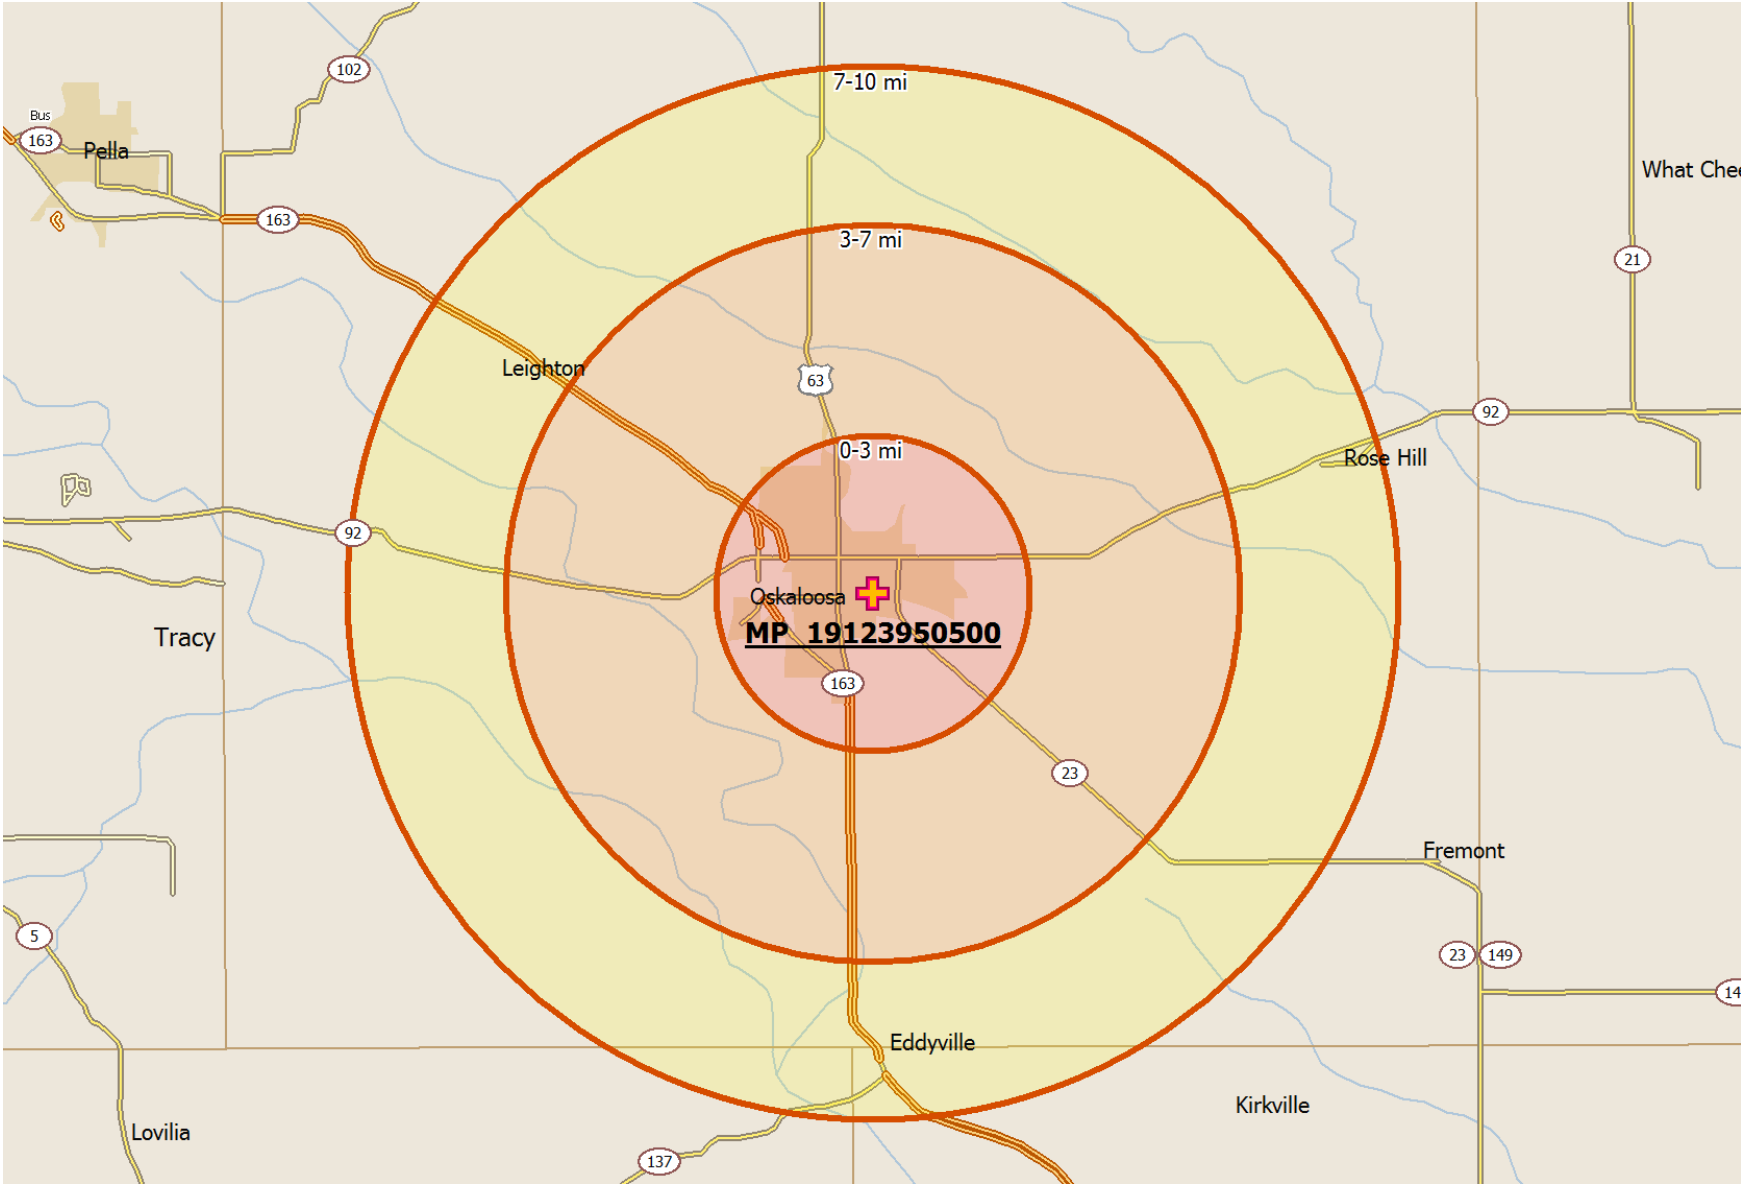 7-10 mi
102
Bus
163
Pella
What Chee
163
3-7 mi
21
Leighton
63
92
0-3 mi
Rose Hill
92
Oskaloosa
MP 19123950500
Tracy
163
23
Fremont
5
23
149
14
Eddyville
Kirkville
Lovilia
137